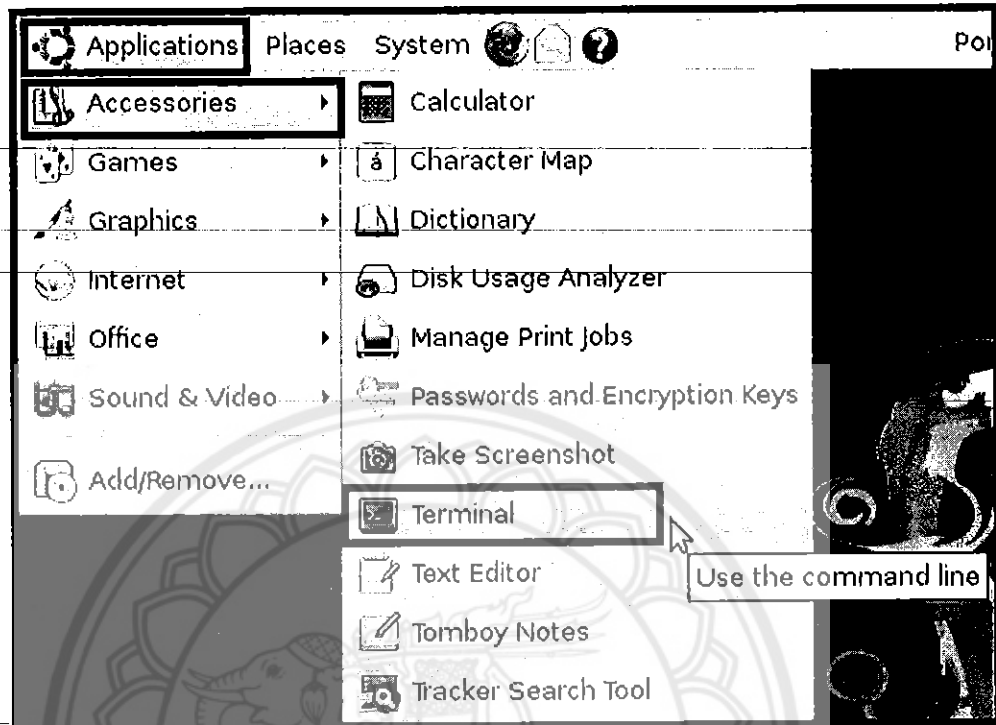 Applications Places System ?
Accessories
Games
Graphics
Internet
Office
Sound & Video
Add/Remove...
Calculator
á Character Map
Dictionary
Disk Usage Analyzer
Manage Print Jobs
Passwords and Encryption Keys
Take Screenshot
Terminal
Text Editor
Tomboy Notes
Tracker Search Tool
Use the command line